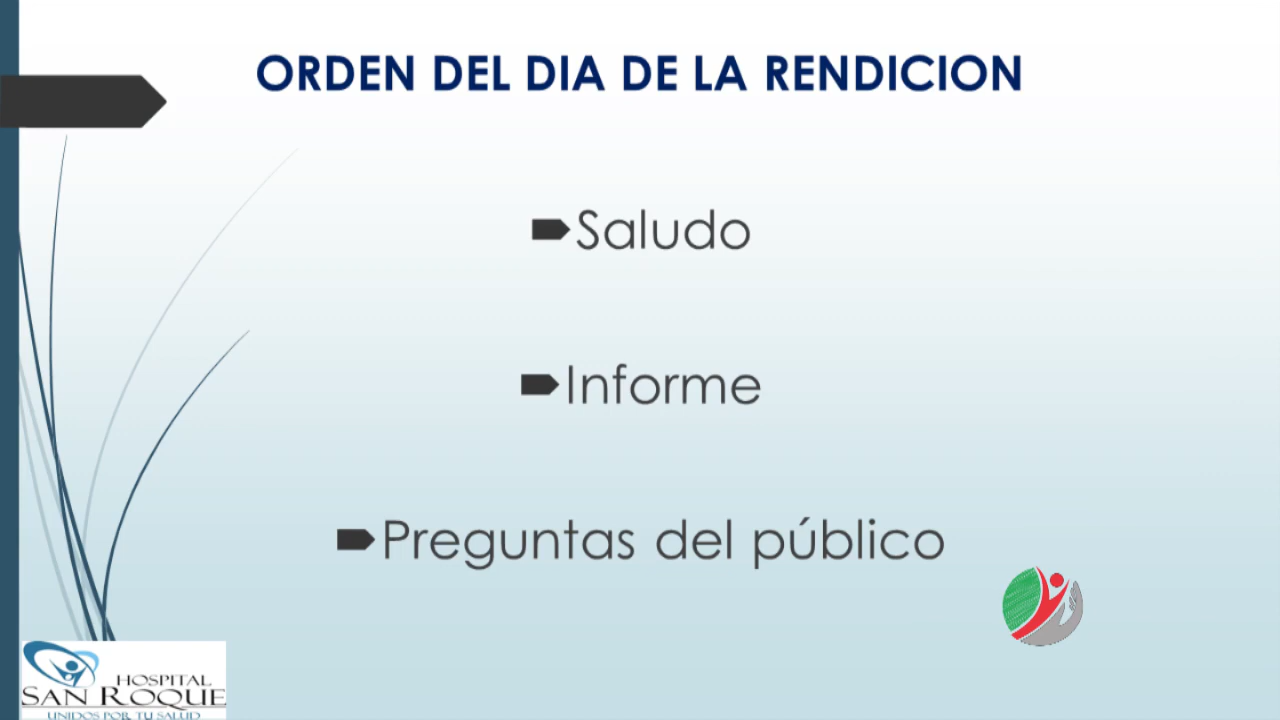 ORDEN DEL DIA DE LA RENDICION
Saludo
Informe
Preguntas del público
HOSPITAL
SAN ROQUE
UNIDOS POR TU SALUD